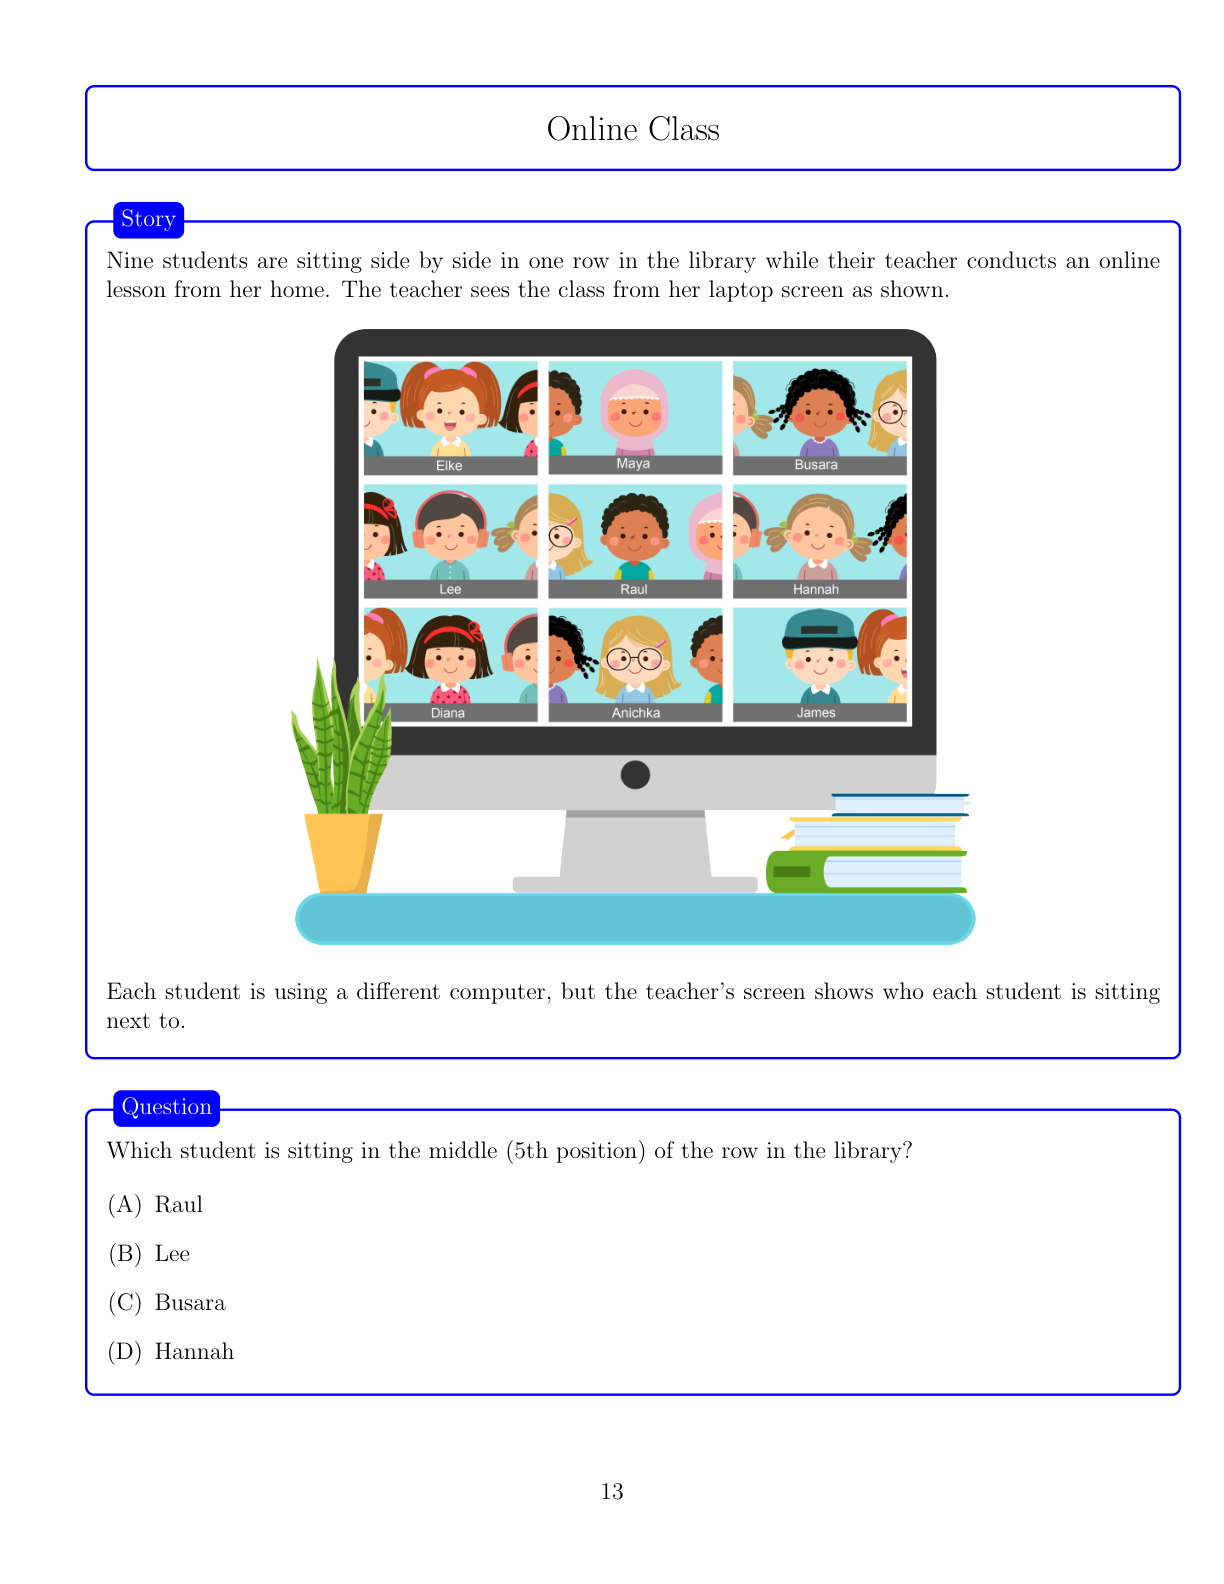 Online Class
Story
Nine students are sitting side by side in one row in the library while their teacher conducts an online
lesson from her home. The teacher sees the class from her laptop screen as shown.
Elke
Maya
Busara
Lee
Raul
Hannah
Diana
Anichka
James
Each student is using a different computer, but the teacher's screen shows who each student is sitting
next to.
Question
Which student is sitting in the middle (5th position) of the row in the library?
(A) Raul
(B) Lee
(C) Busara
(D) Hannah
13